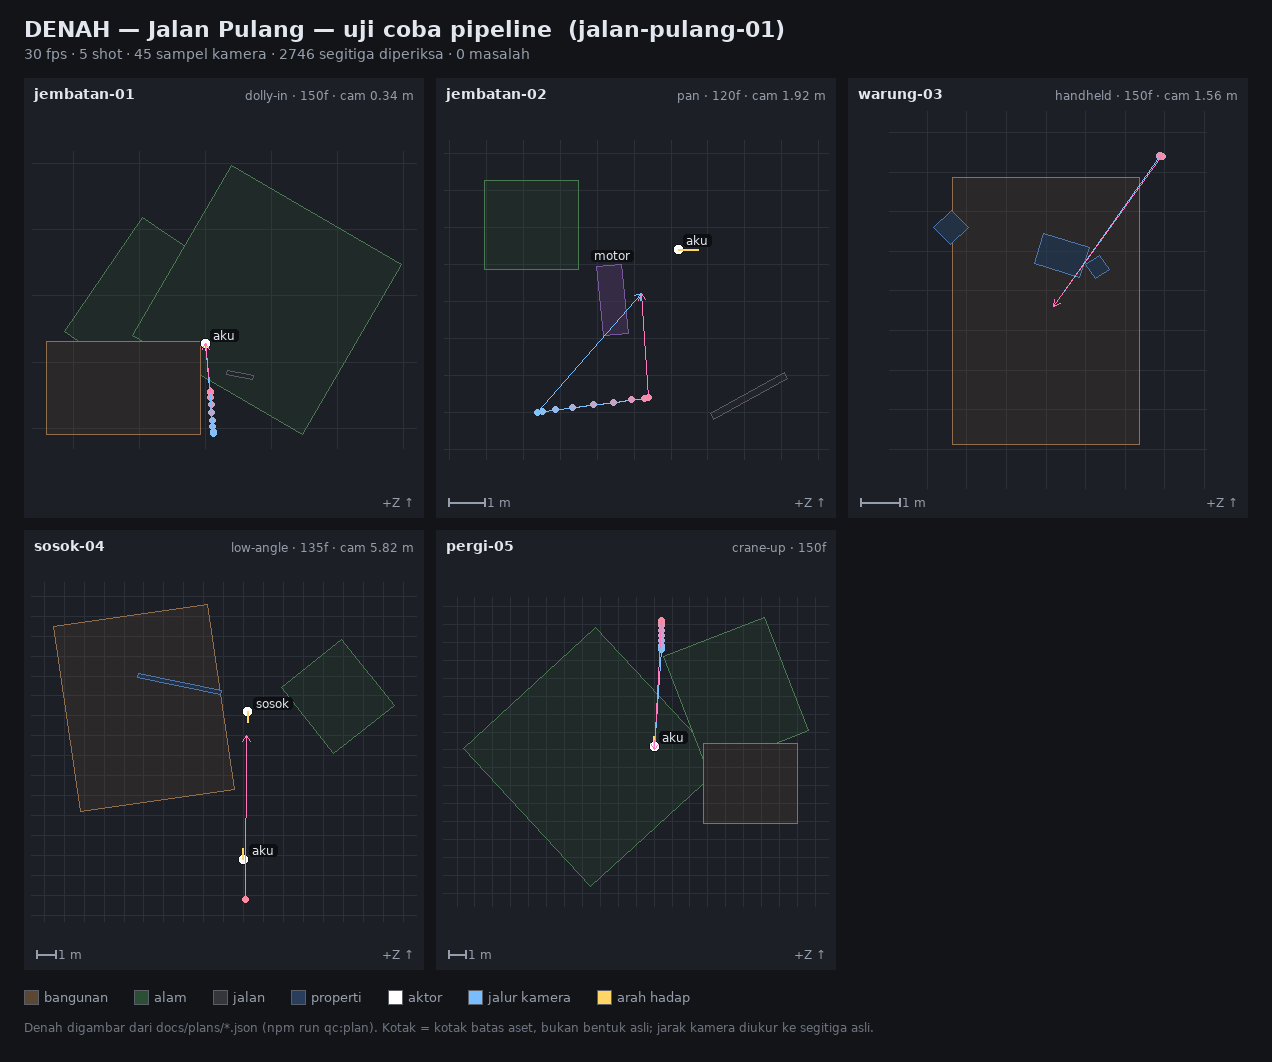 DENAH — Jalan Pulang — uji coba pipeline (jalan-pulang-01)
30 fps · 5 shot · 45 sampel kamera · 2746 segitiga diperiksa · 0 masalah
jembatan-01
dolly-in · 150f · cam 0.34 m
aku
+Z ↑
jembatan-02
pan · 120f · cam 1.92 m
aku
motor
1 m
+Z ↑
warung-03
handheld · 150f · cam 1.56 m
1 m
+Z ↑
sosok-04
low-angle · 135f · cam 5.82 m
sosok
aku
1 m
+Z ↑
pergi-05
crane-up · 150f
aku
1 m
+Z ↑
bangunan alam jalan properti aktor jalur kamera arah hadap
Denah digambar dari docs/plans/*.json (npm run qc:plan). Kotak = kotak batas aset, bukan bentuk asli; jarak kamera diukur ke segitiga asli.